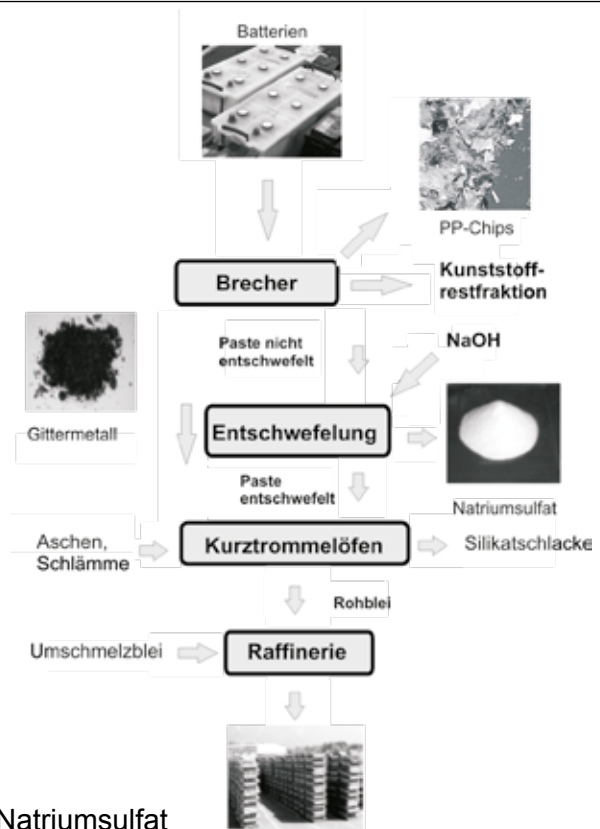 Batterien
PP-Chips
Brecher
Kunststoff-
restfraktion
Paste nicht
entschwefelt
NaOH
Gittermetall
Entschwefelung
Paste
entschwefelt
Natriumsulfat
Aschen,
Schlämme
Kurztrommelöfen
Silikatschlacke
Rohblei
Umschmelzblei
Raffinerie
Natriumsulfat